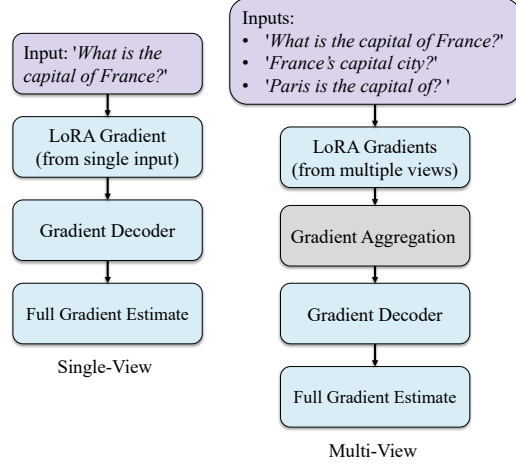 Input: 'What is the
capital of France?'
LoRA Gradient
(from single input)
Gradient Decoder
Full Gradient Estimate
Single-View
Inputs:
• 'What is the capital of France?'
• 'France's capital city?'
• 'Paris is the capital of? '
LoRA Gradients
(from multiple views)
Gradient Aggregation
Gradient Decoder
Full Gradient Estimate
Multi-View